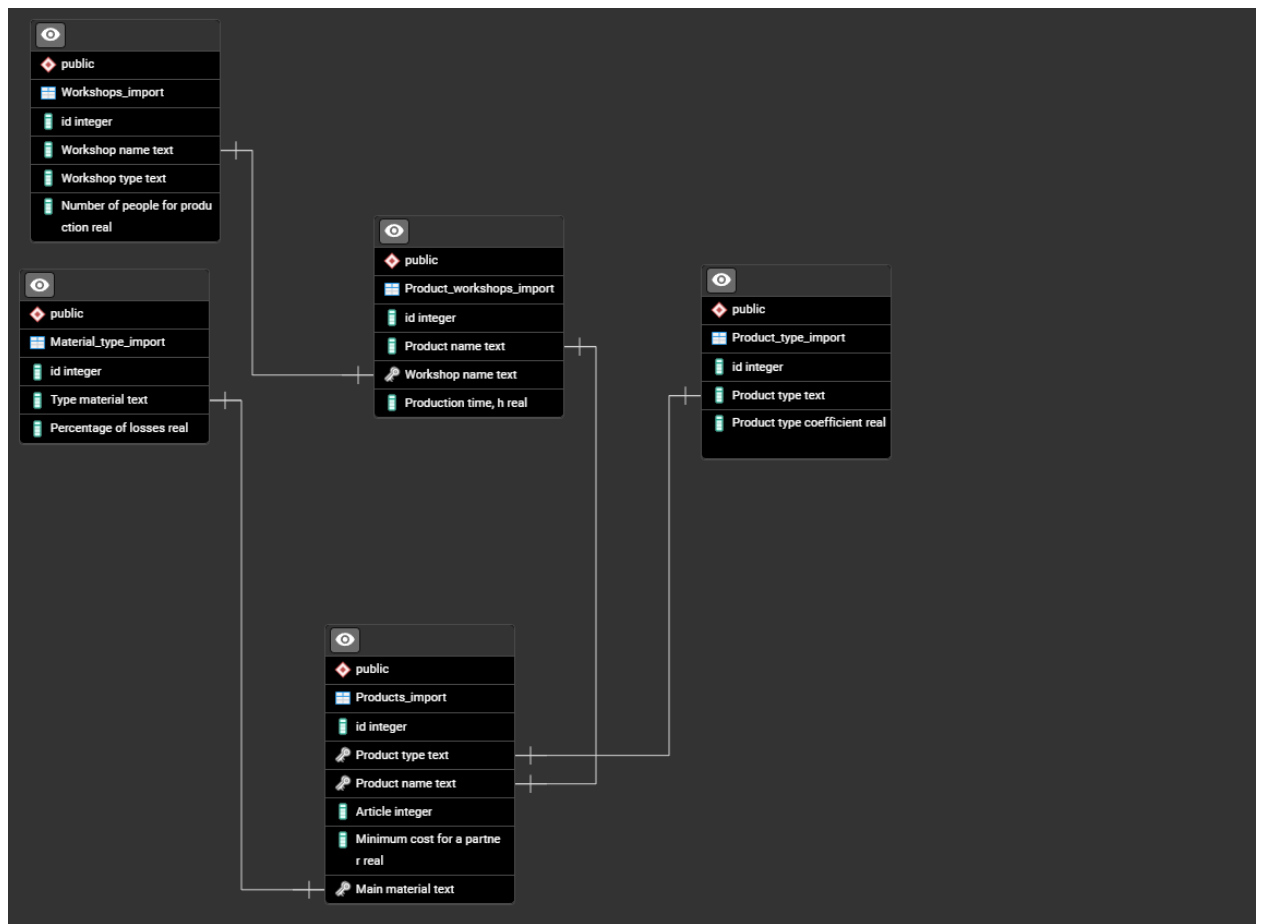 public
Workshops_import
id integer
Workshop name text
Workshop type text
Number of people for produ
ction real
public
Material_type_import
id integer
Type material text
Percentage of losses real
public
Product_workshops_import
id integer
Product name text
Workshop name text
Production time, h real
public
Product_type_import
id integer
Product type text
Product type coefficient real
public
Products_import
id integer
Product type text
Product name text
Article integer
Minimum cost for a partne
r real
Main material text